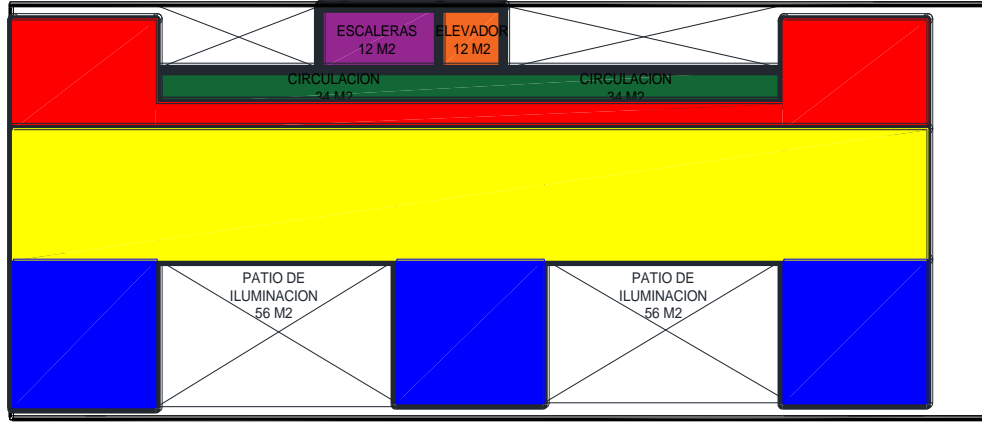 ESCALERAS
12 M2
ELEVADOR
12 M2
CIRCULACION
34 M2
CIRCULACION
34 M2
PATIO DE
ILUMINACION
56 M2
PATIO DE
ILUMINACION
56 M2